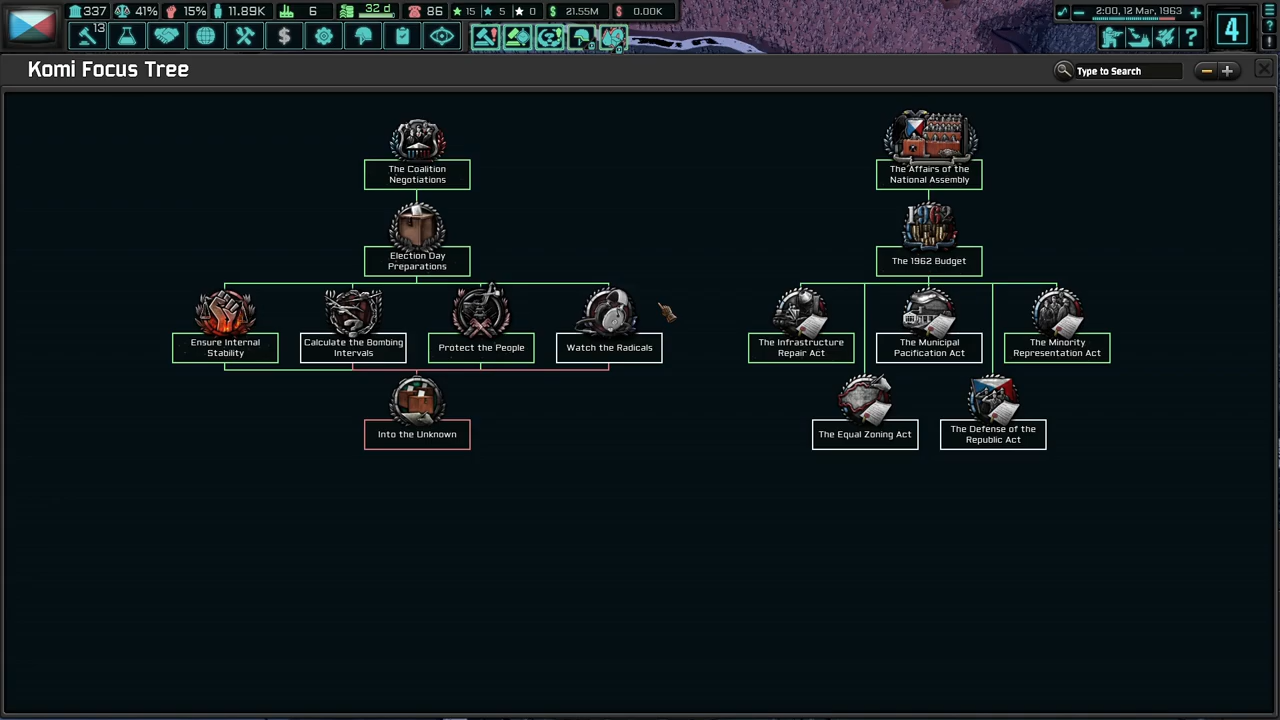 337 41% 15% 11.89K 6 32 d 86 15 5 0 $ 21.55M $ 0.00K 2:00, 12 Mar, 1963 4
13 $ ?
Komi Focus Tree
Type to Search
The Coalition
Negotiations
The Affairs of the
National Assembly
Election Day
Preparations
1962
The 1962 Budget
Ensure Internal
Stability
Calculate the Bombing
Intervals
Protect the People
Watch the Radicals
The Infrastructure
Repair Act
The Municipal
Pacification Act
The Minority
Representation Act
Into the Unknown
The Equal Zoning Act
The Defense of the
Republic Act